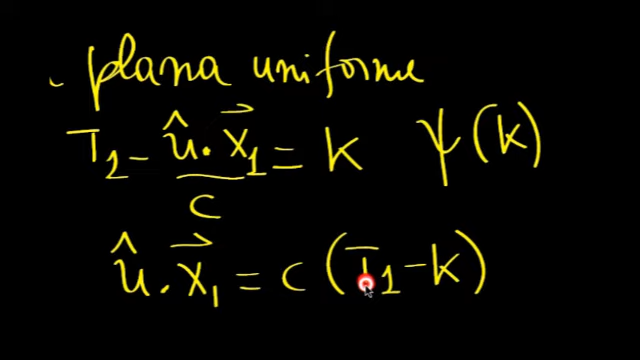 . plana uniforme
T₂ - û · x⃗₁ / c = k ψ(k)
û · x⃗₁ = c (T₁ - k)